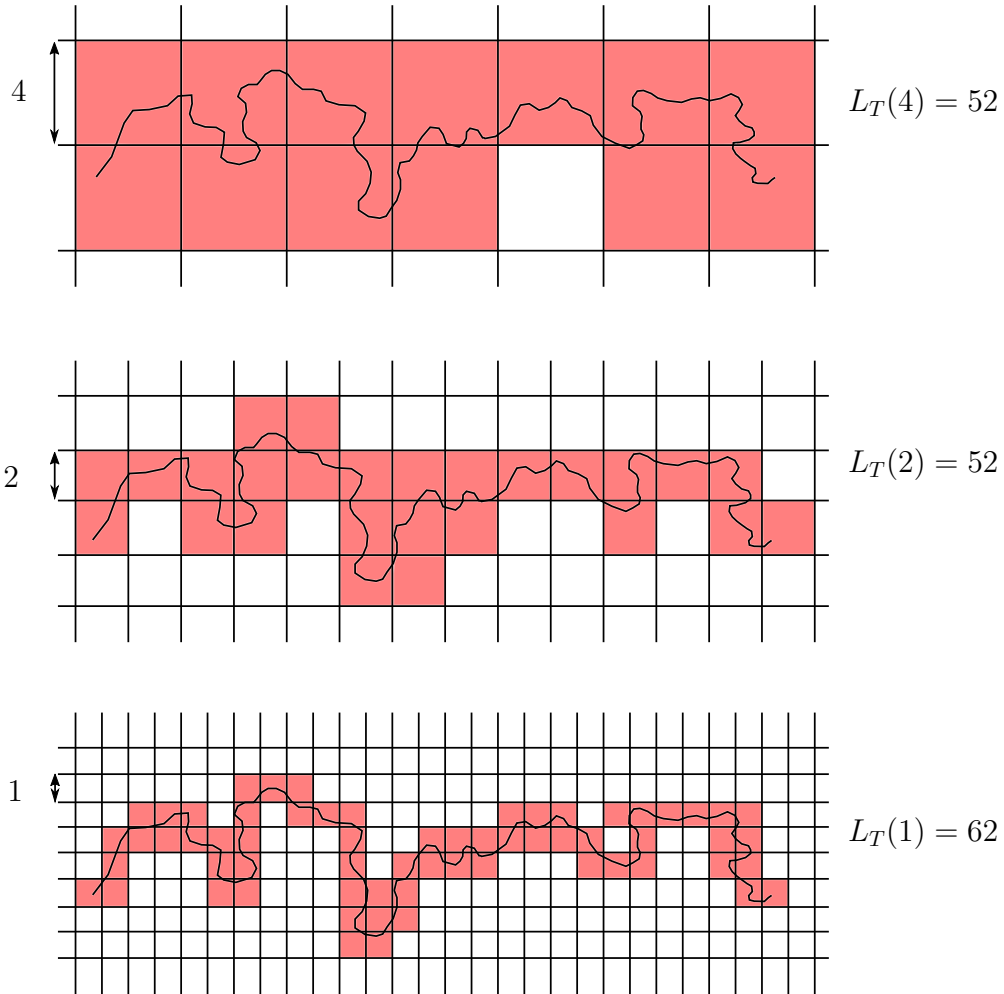 4
L_T(4) = 52
2
L_T(2) = 52
1
L_T(1) = 62